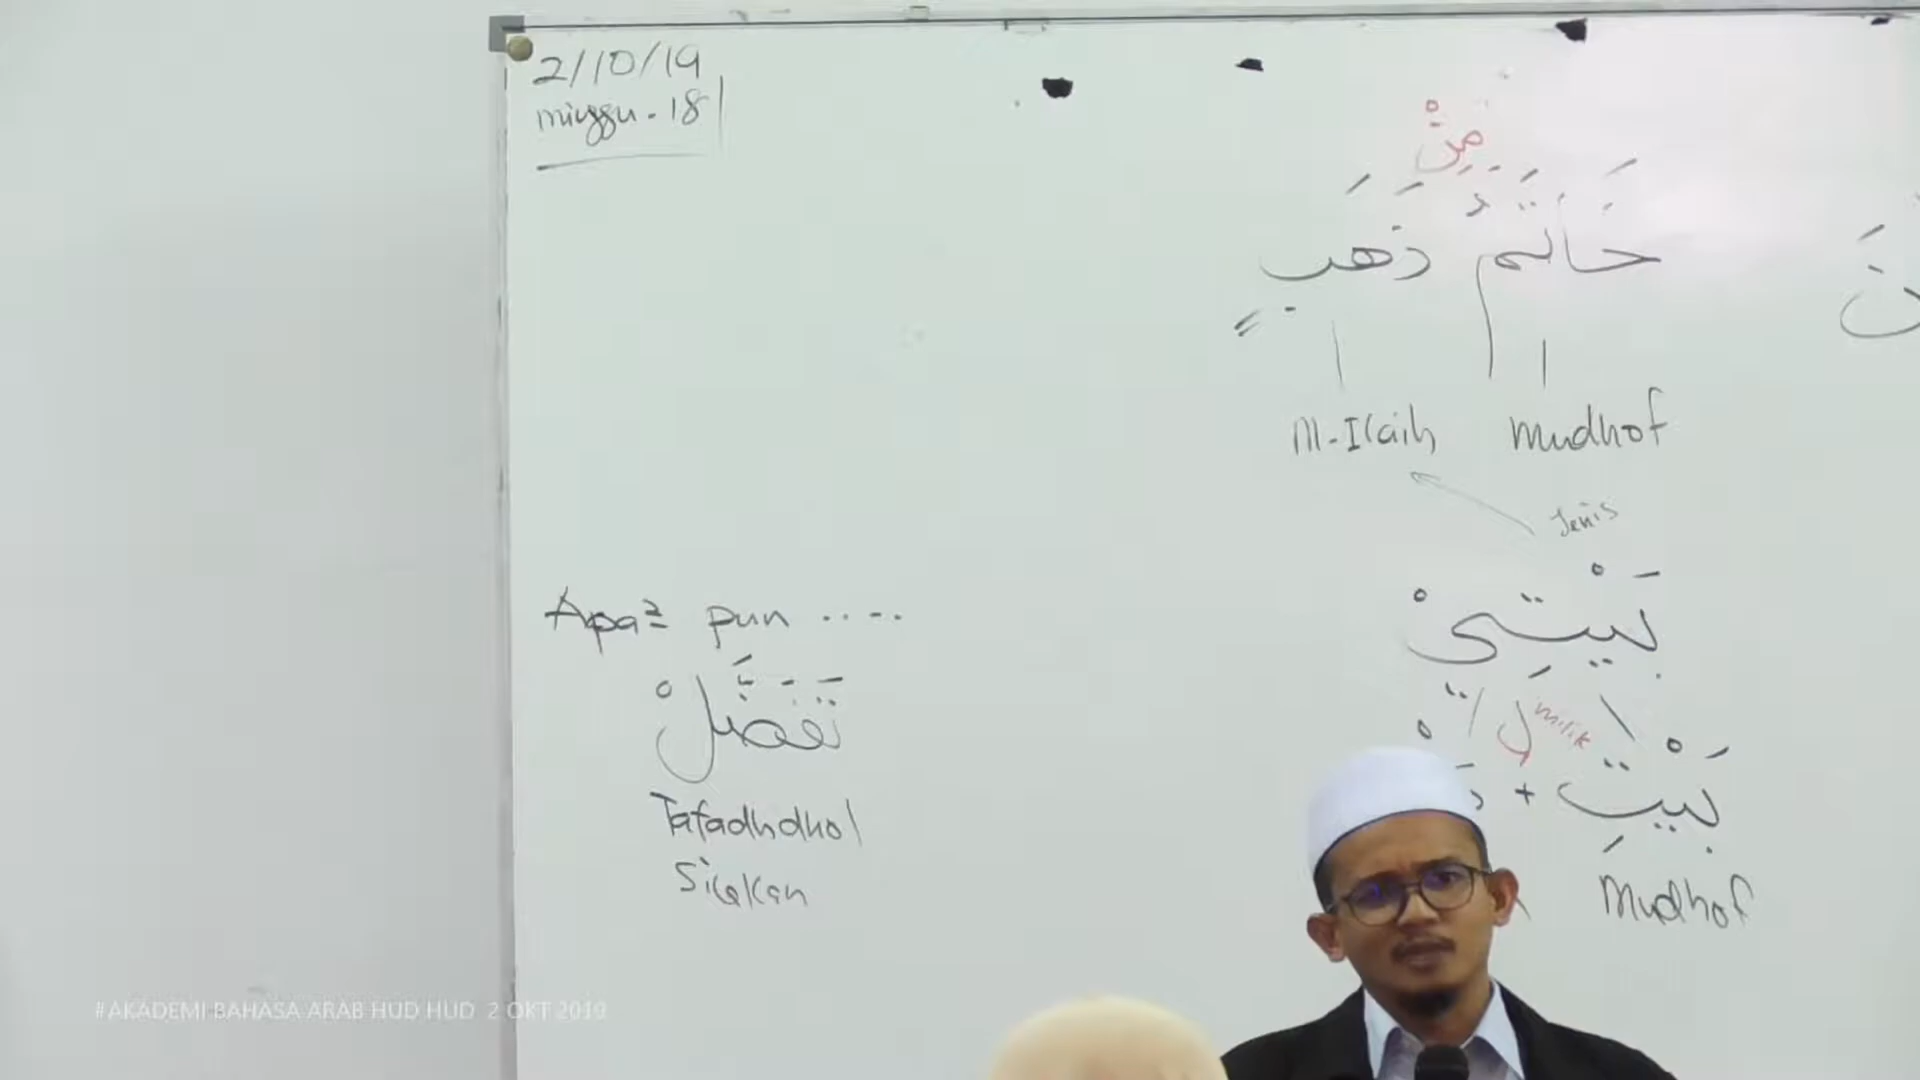 2/10/19
minggu - 18
مِنْ
خَاتَمُ ذَهَبٍ
M-Ilaih mudhof
Jenis
بَيْتِيْ
لِ milik
بَيْتِ +
Mudhof
Apa2 pun ....
تَفَضَّلْ
Tafadhdhol
Silakan
#AKADEMI BAHASA ARAB HUD HUD 2 OKT 2019